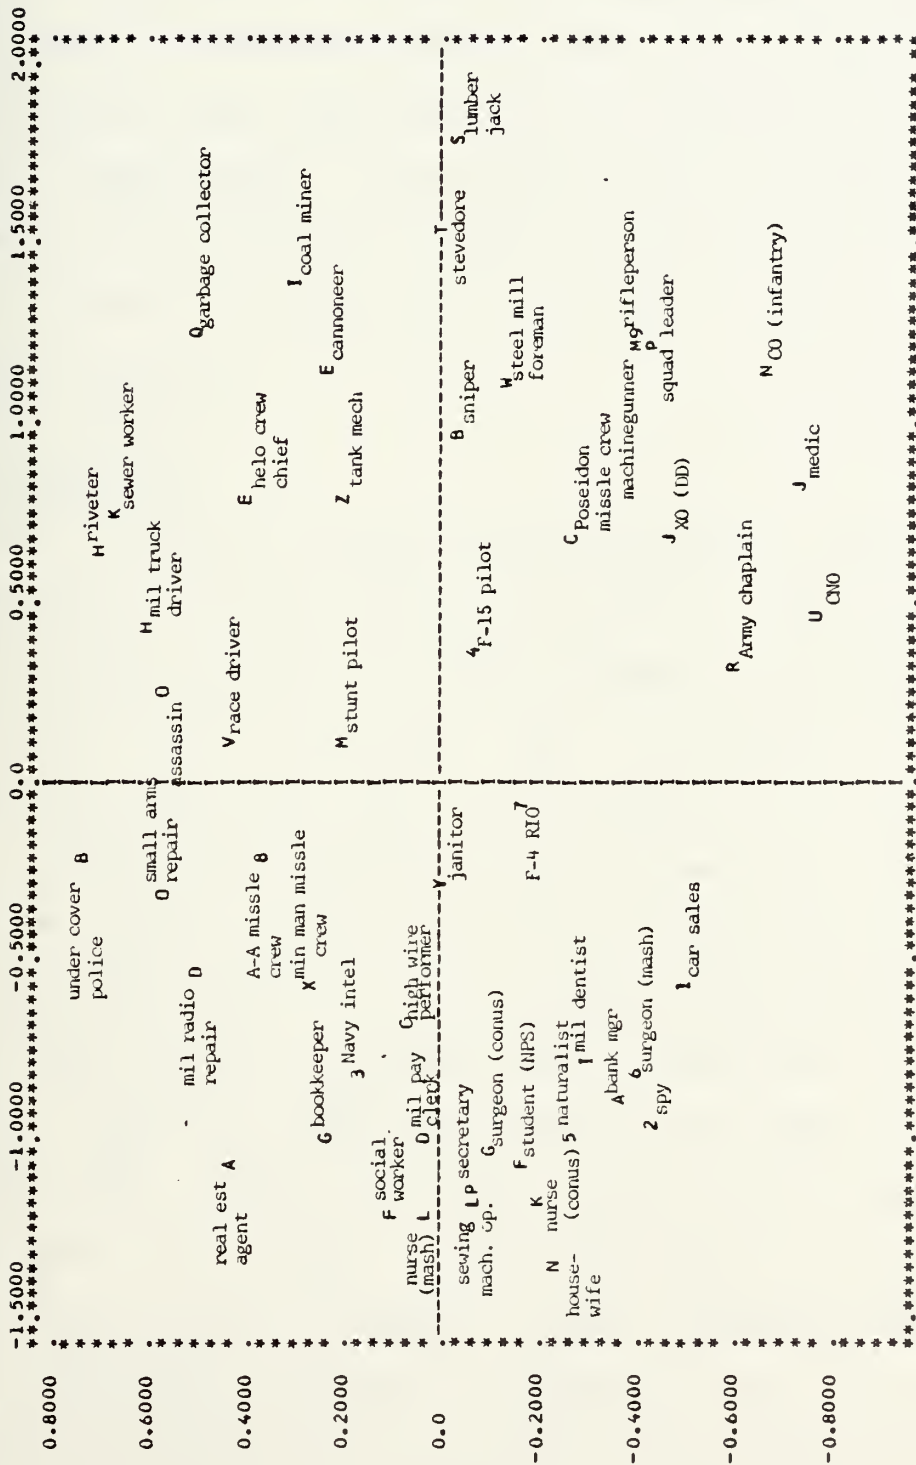 -1.5000 -1.0000 -0.5000 0.0 0.5000 1.0000 1.5000 2.0000
0.8000
under cover
police
B
H riveter
K sewer worker
0.6000
O small arms
repair
assassin O
H mil truck
driver
mil radio
repair
D
Q garbage collector
real est
agent
A
V race driver
A-A missle
crew
8
E helo crew
chief
X min man missle
crew
I coal miner
G bookkeeper
E cannoneer
0.2000
3 Navy intel
M stunt pilot
Z tank mech
0.4000
F social
worker
G high wire
performer
nurse
(mash)
L
D mil pay
clerk
0.0
Y
janitor
T
stevedore
S lumber
jack
sewing
mach. op.
L P secretary
B sniper
G surgeon (conus)
4 F-15 pilot
W steel mill
foreman
F student (NPS)
F-4 RIO 7
-0.2000
N
house-
wife
K
nurse
(conus)
5 naturalist
1 mil dentist
C Poseidon
missle crew
A bank mgr
machinegunner M
9 rifleperson
P
squad leader
-0.4000
6 surgeon (mash)
2 spy
J XO (DD)
1 car sales
-0.6000
R Army chaplain
N CO (infantry)
J medic
U CNO
-0.8000